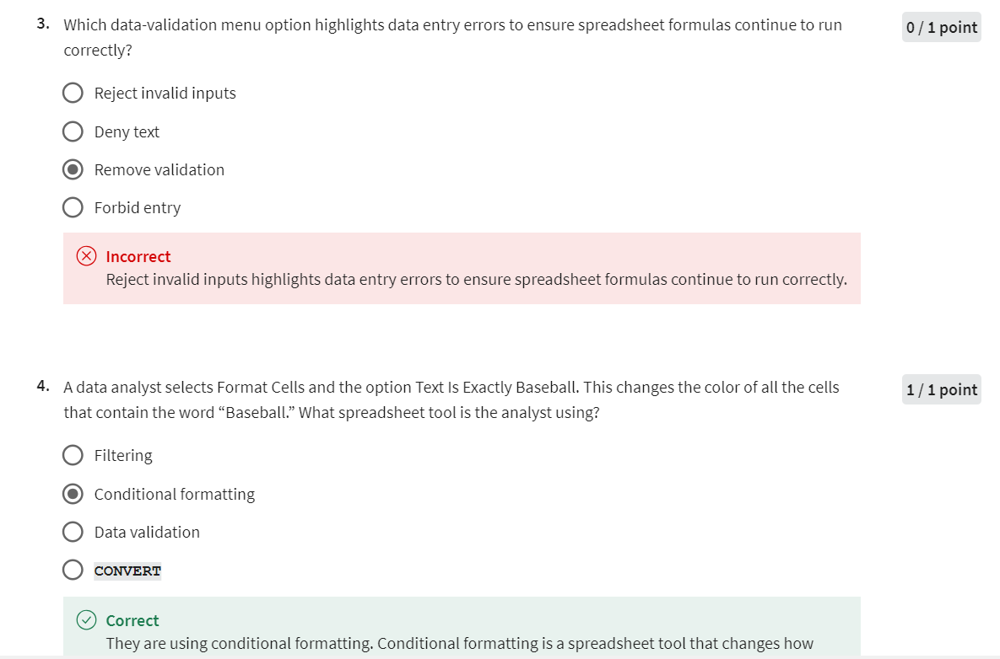 3. Which data-validation menu option highlights data entry errors to ensure spreadsheet formulas continue to run
0 / 1 point
correctly?
Reject invalid inputs
Deny text
Remove validation
Forbid entry
Incorrect
Reject invalid inputs highlights data entry errors to ensure spreadsheet formulas continue to run correctly.
4. A data analyst selects Format Cells and the option Text Is Exactly Baseball. This changes the color of all the cells
1 / 1 point
that contain the word “Baseball.” What spreadsheet tool is the analyst using?
Filtering
Conditional formatting
Data validation
CONVERT
Correct
They are using conditional formatting. Conditional formatting is a spreadsheet tool that changes how